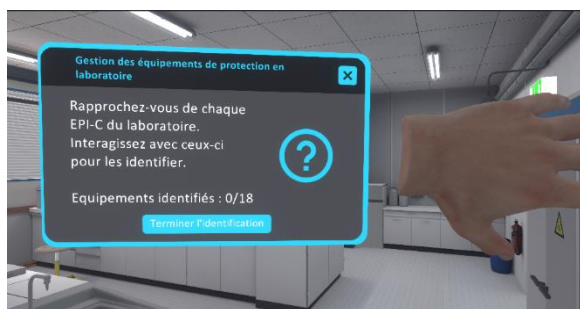 Gestion des équipements de protection en
laboratoire
Rapprochez-vous de chaque
EPI-C du laboratoire.
Interagissez avec ceux-ci
pour les identifier.
?
Equipements identifiés : 0/18
Terminer l'identification